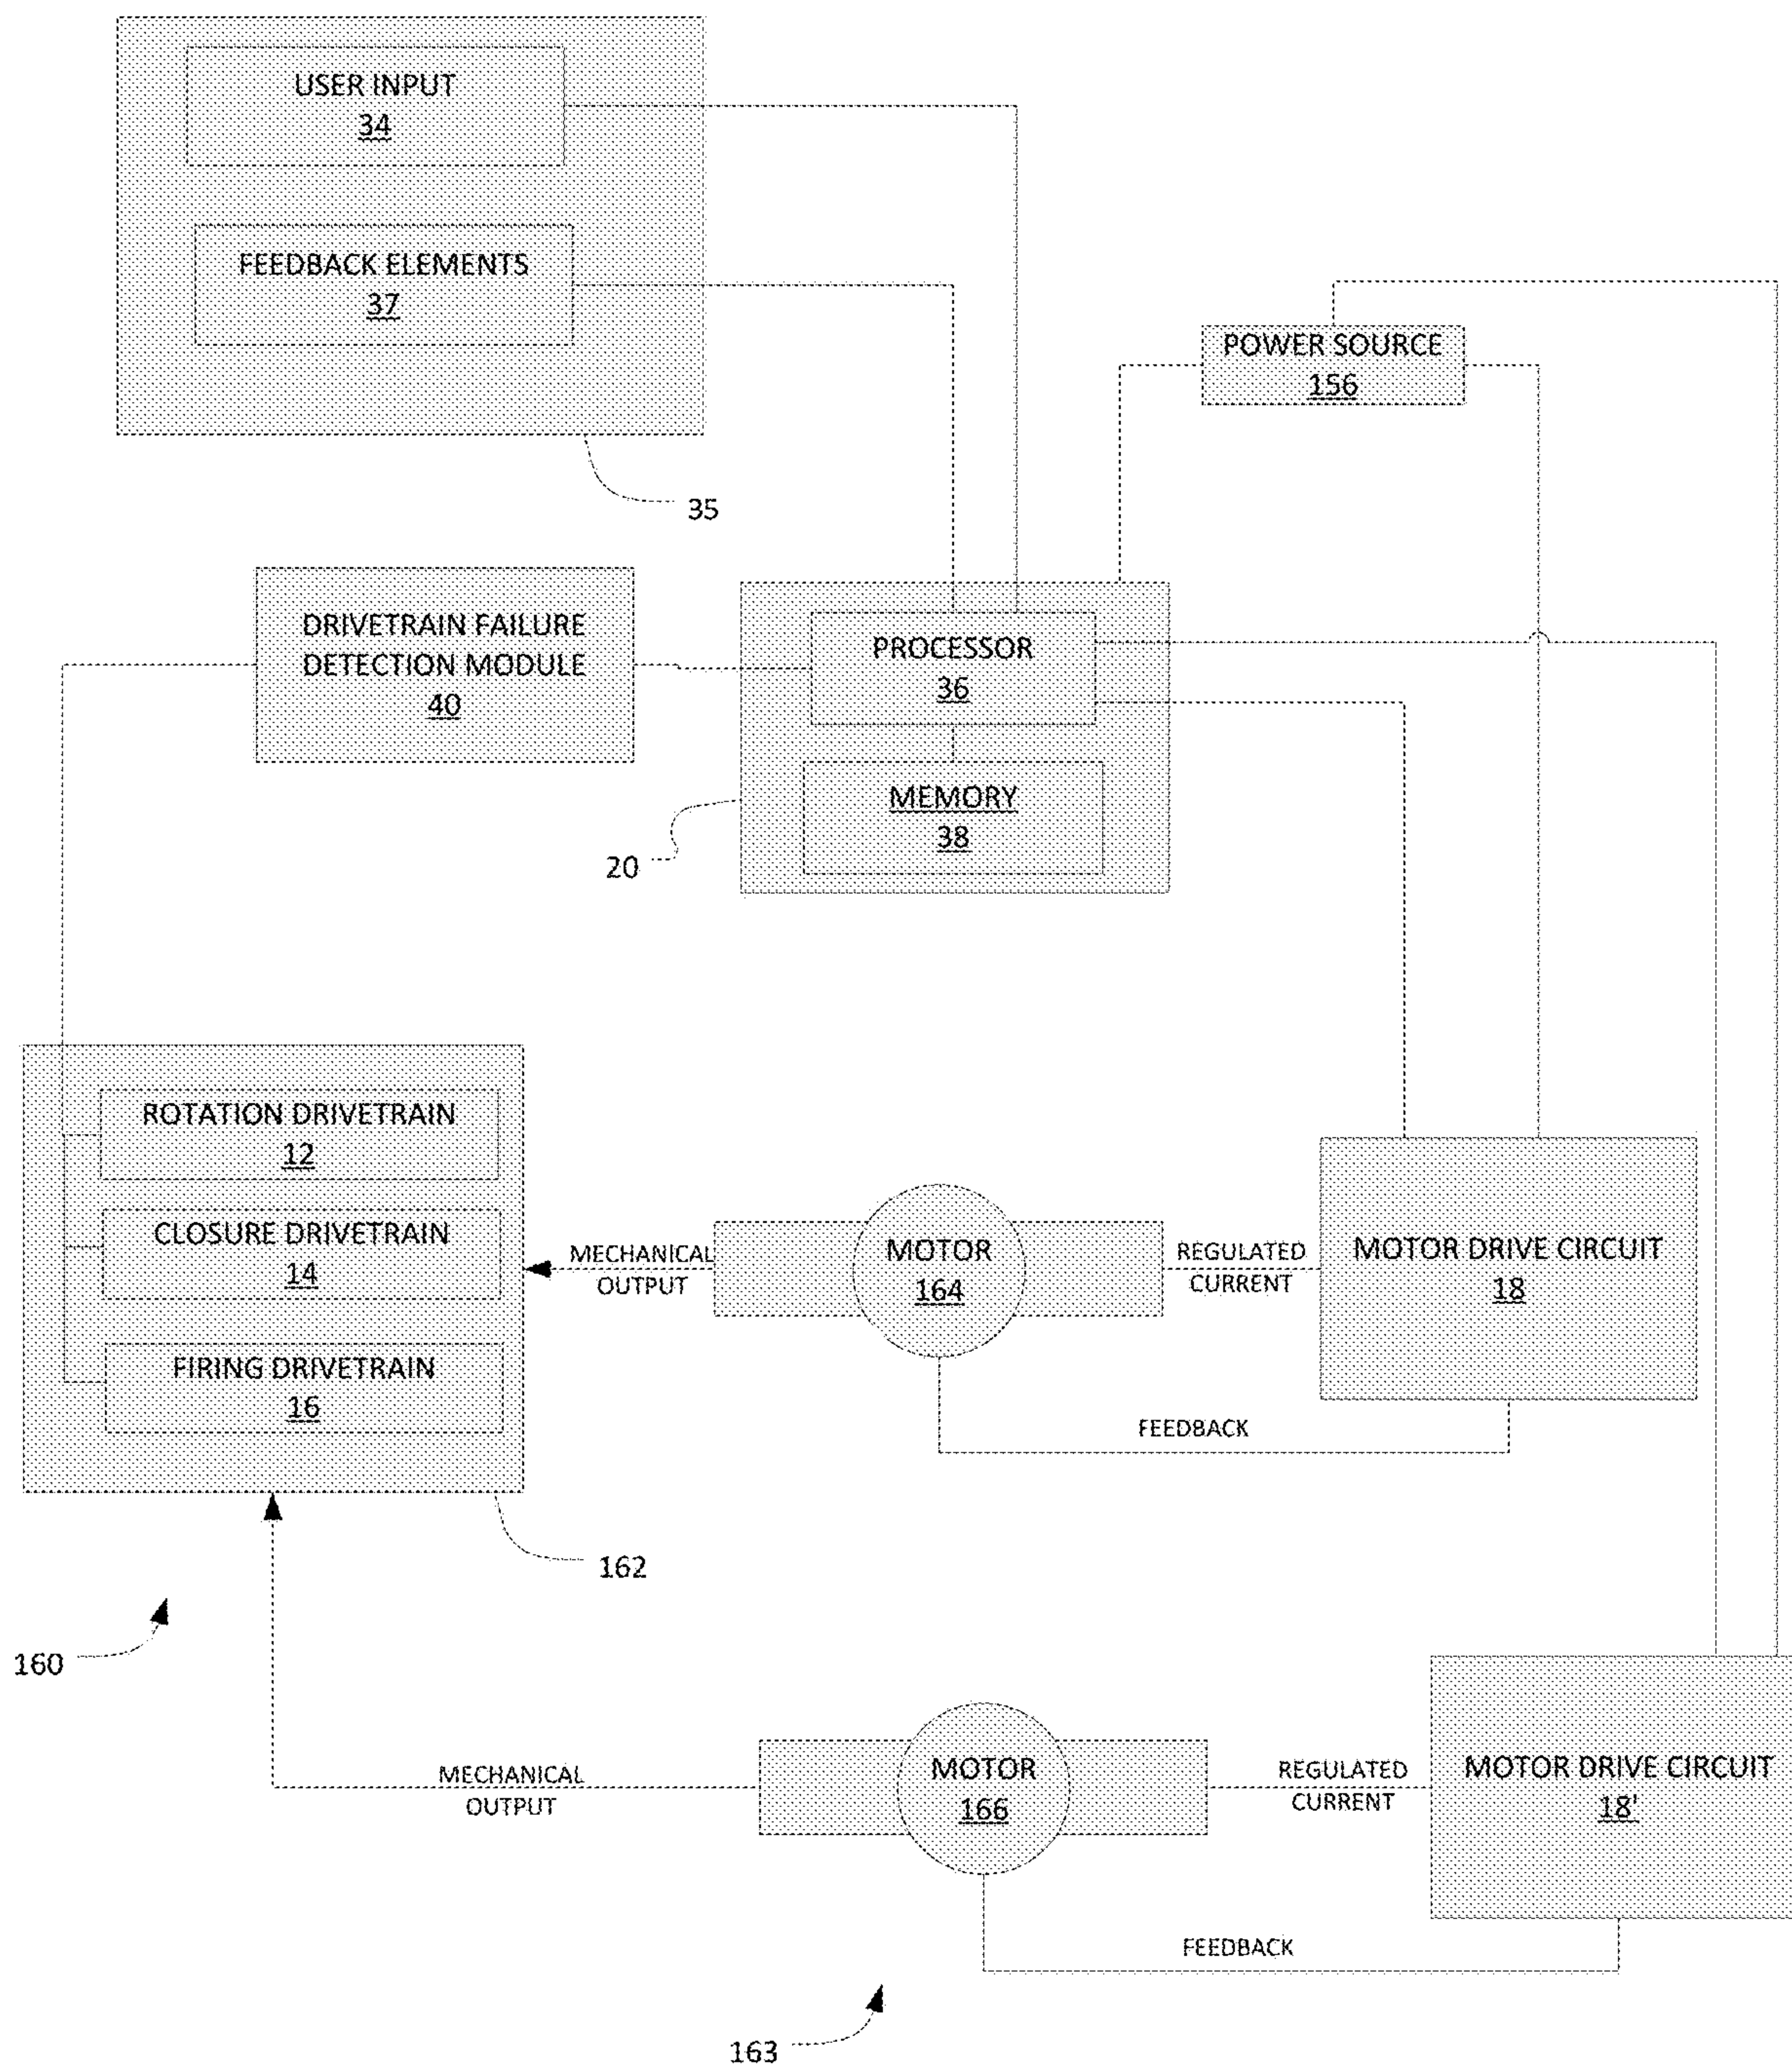 USER INPUT
34
FEEDBACK ELEMENTS
37
35
POWER SOURCE
156
DRIVETRAIN FAILURE
DETECTION MODULE
40
PROCESSOR
36
MEMORY
38
20
ROTATION DRIVETRAIN
12
CLOSURE DRIVETRAIN
14
FIRING DRIVETRAIN
16
MECHANICAL
OUTPUT
MOTOR
164
REGULATED
CURRENT
MOTOR DRIVE CIRCUIT
18
FEEDBACK
162
160
MECHANICAL
OUTPUT
MOTOR
166
REGULATED
CURRENT
MOTOR DRIVE CIRCUIT
18'
FEEDBACK
163